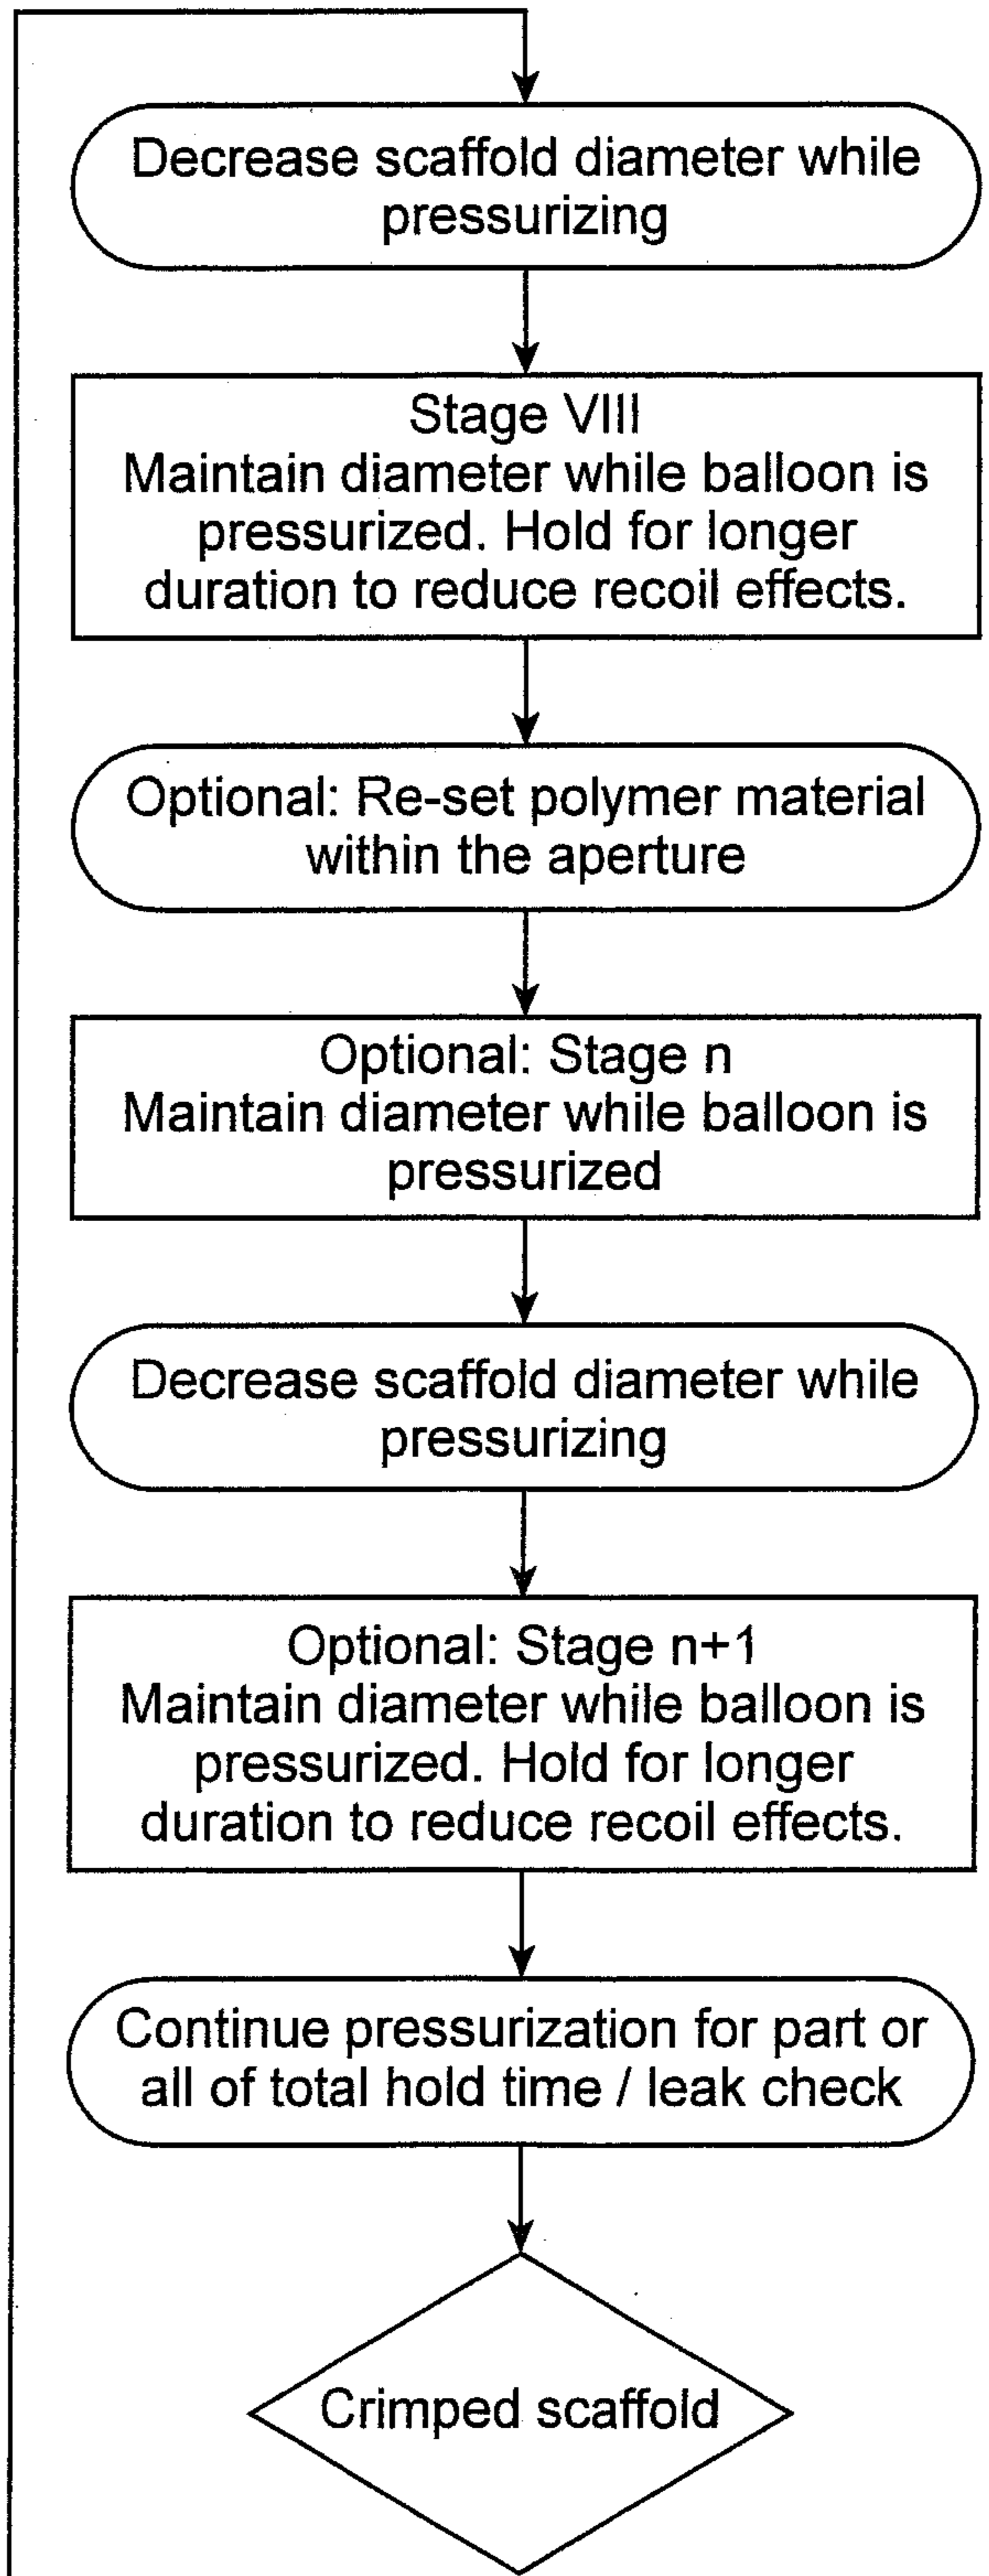 Decrease scaffold diameter while
pressurizing
Stage VIII
Maintain diameter while balloon is
pressurized. Hold for longer
duration to reduce recoil effects.
Optional: Re-set polymer material
within the aperture
Optional: Stage n
Maintain diameter while balloon is
pressurized
Decrease scaffold diameter while
pressurizing
Optional: Stage n+1
Maintain diameter while balloon is
pressurized. Hold for longer
duration to reduce recoil effects.
Continue pressurization for part or
all of total hold time / leak check
Crimped scaffold